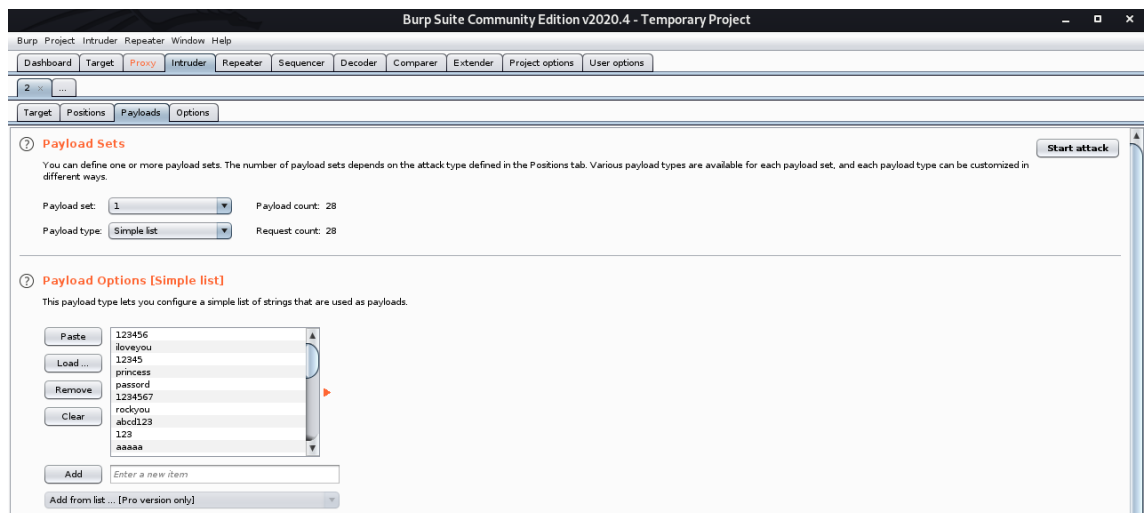 Burp Suite Community Edition v2020.4 - Temporary Project
Burp Project Intruder Repeater Window Help
Dashboard Target Proxy Intruder Repeater Sequencer Decoder Comparer Extender Project options User options
2 × ...
Target Positions Payloads Options
? Payload Sets
Start attack
You can define one or more payload sets. The number of payload sets depends on the attack type defined in the Positions tab. Various payload types are available for each payload set, and each payload type can be customized in
different ways.
Payload set: 1 Payload count: 28
Payload type: Simple list Request count: 28
? Payload Options [Simple list]
This payload type lets you configure a simple list of strings that are used as payloads.
Paste
Load ...
Remove
Clear
123456
iloveyou
12345
princess
passord
1234567
rockyou
abcd123
123
aaaaa
Add Enter a new item
Add from list ... [Pro version only]